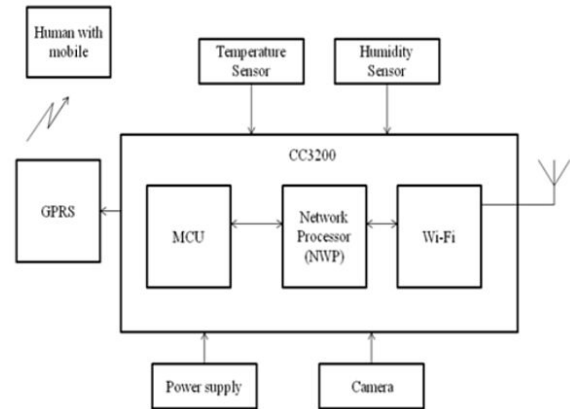 Human with
mobile
Temperature
Sensor
Humidity
Sensor
CC3200
GPRS
MCU
Network
Processor
(NWP)
Wi-Fi
Power supply
Camera